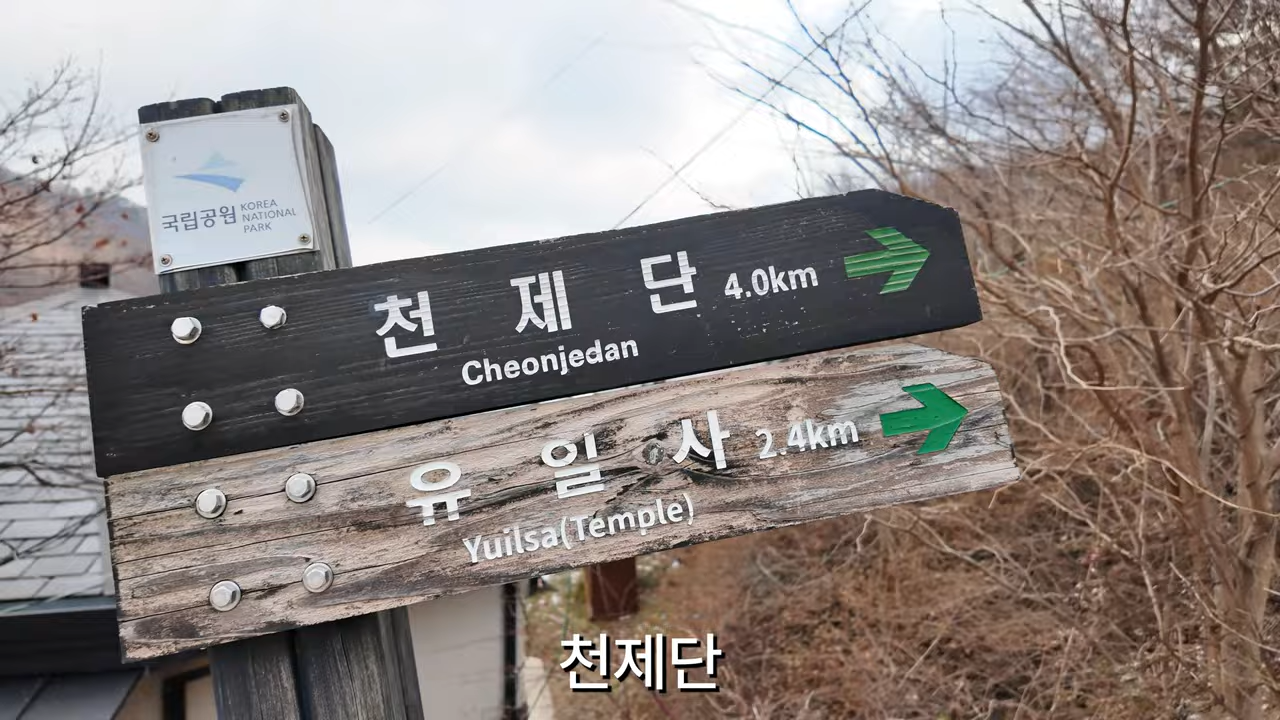 국립공원 KOREA
NATIONAL
PARK
천 제 단 4.0km
Cheonjedan
유 일 사 2.4km
Yuilsa(Temple)
천제단